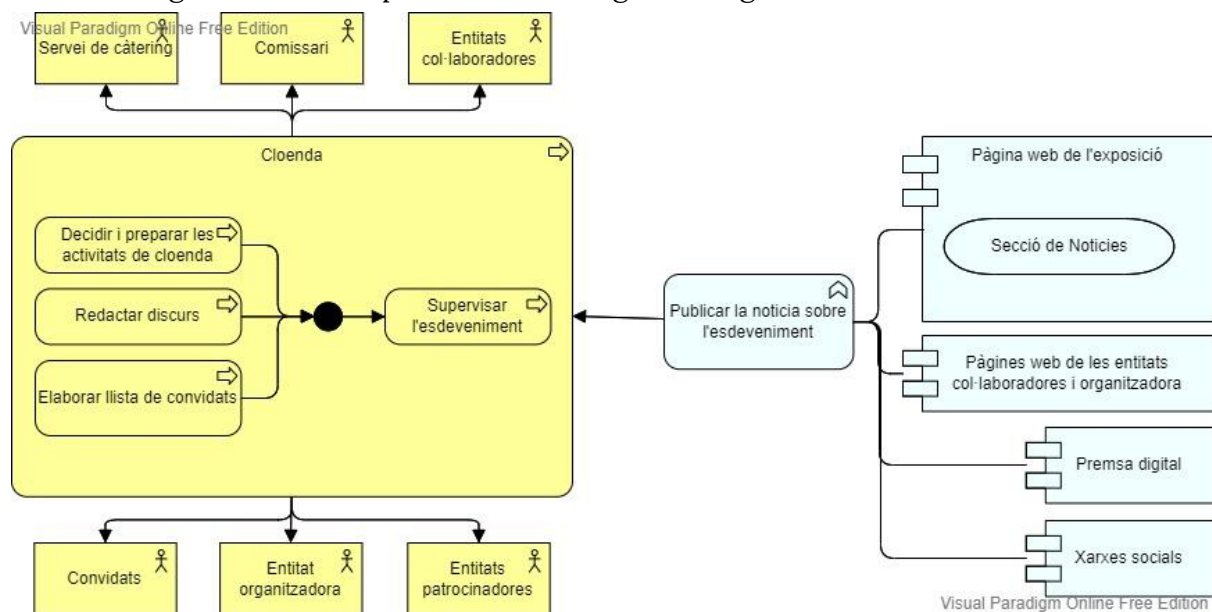 Visual Paradigm Online Free Edition
Servei de càtering
Comissari
Entitats
col·laboradores
Cloenda
Decidir i preparar les
activitats de cloenda
Redactar discurs
Elaborar llista de convidats
Supervisar
l'esdeveniment
Publicar la noticia sobre
l'esdeveniment
Pàgina web de l'exposició
Secció de Noticies
Pàgines web de les entitats
col·laboradores i organitzadora
Premsa digital
Xarxes socials
Convidats
Entitat
organitzadora
Entitats
patrocinadores
Visual Paradigm Online Free Edition